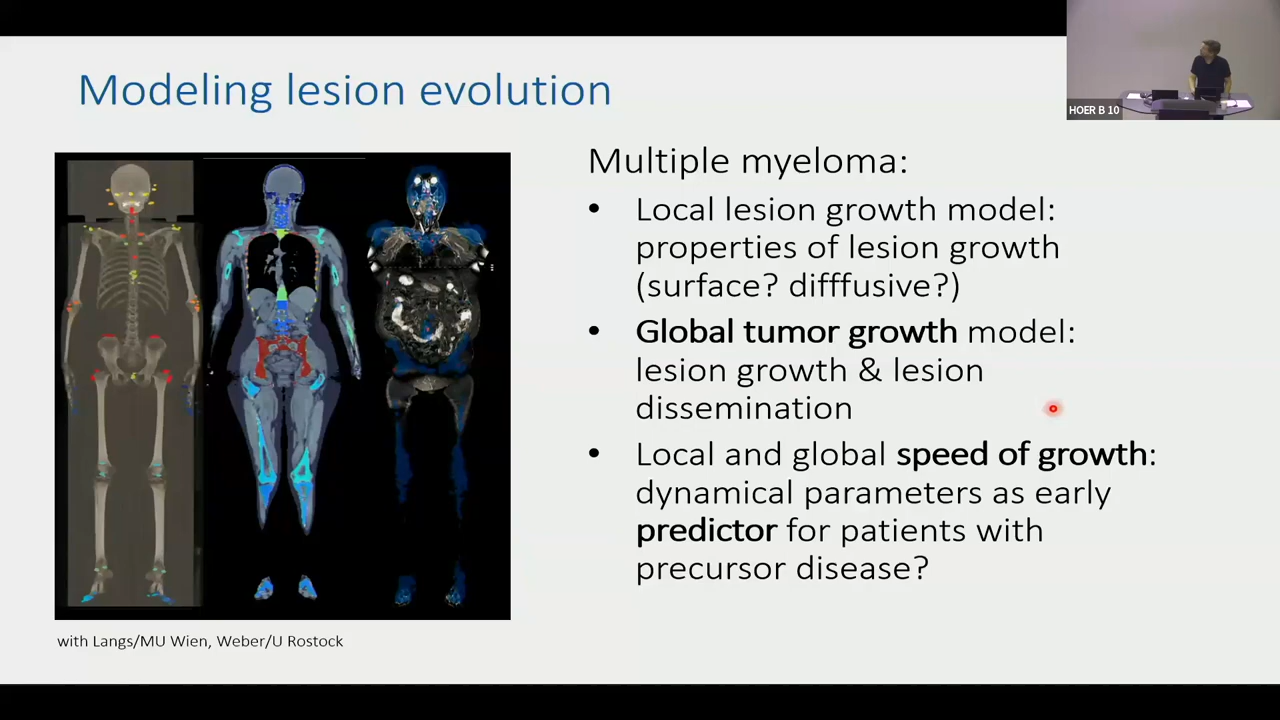 Modeling lesion evolution
HOER B 10
Multiple myeloma:
• Local lesion growth model:
properties of lesion growth
(surface? difffusive?)
• Global tumor growth model:
lesion growth & lesion
dissemination
• Local and global speed of growth:
dynamical parameters as early
predictor for patients with
precursor disease?
with Langs/MU Wien, Weber/U Rostock